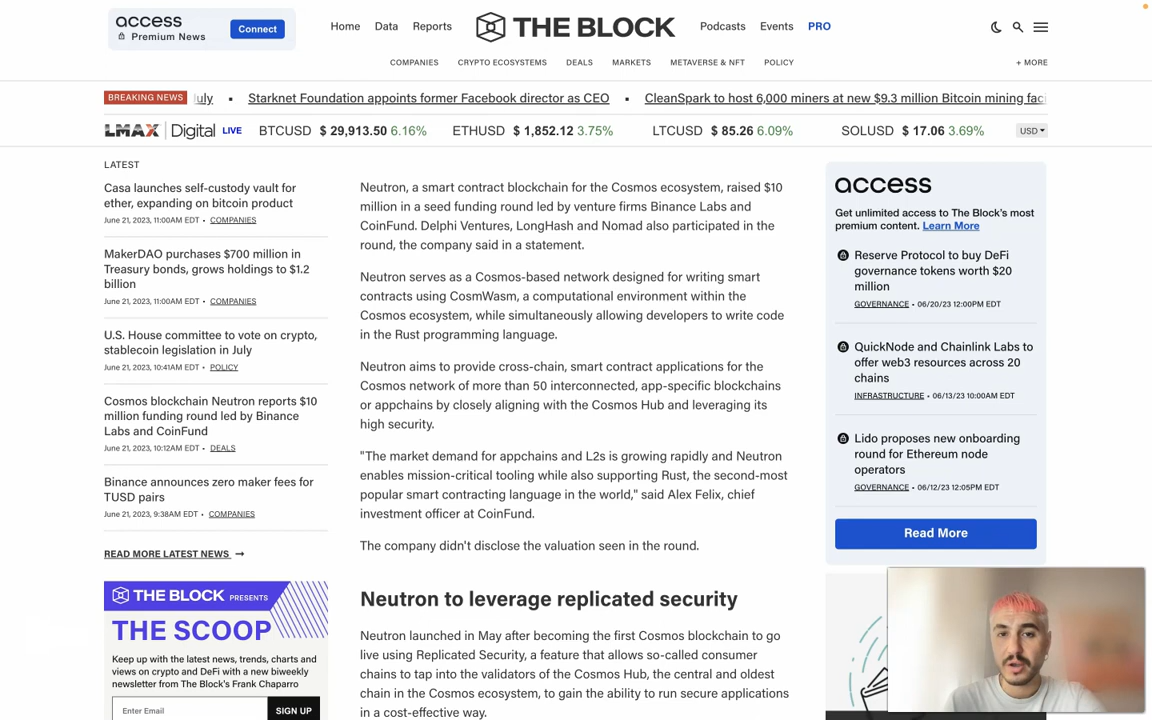 access
Premium News
Connect
Home
Data
Reports
THE BLOCK
Podcasts
Events
PRO
COMPANIES
CRYPTO ECOSYSTEMS
DEALS
MARKETS
METAVERSE & NFT
POLICY
+ MORE
BREAKING NEWS
uly ▪ Starknet Foundation appoints former Facebook director as CEO ▪ CleanSpark to host 6,000 miners at new $9.3 million Bitcoin mining faci
LMAX | Digital LIVE BTCUSD $ 29,913.50 6.16% ETHUSD $ 1,852.12 3.75% LTCUSD $ 85.26 6.09% SOLUSD $ 17.06 3.69% USD
LATEST
Casa launches self-custody vault for
ether, expanding on bitcoin product
June 21, 2023, 11:00AM EDT • COMPANIES
MakerDAO purchases $700 million in
Treasury bonds, grows holdings to $1.2
billion
June 21, 2023, 11:00AM EDT • COMPANIES
U.S. House committee to vote on crypto,
stablecoin legislation in July
June 21, 2023, 10:41AM EDT • POLICY
Cosmos blockchain Neutron reports $10
million funding round led by Binance
Labs and CoinFund
June 21, 2023, 10:12AM EDT • DEALS
Binance announces zero maker fees for
TUSD pairs
June 21, 2023, 9:38AM EDT • COMPANIES
READ MORE LATEST NEWS →
THE BLOCK PRESENTS
THE SCOOP
Keep up with the latest news, trends, charts and
views on crypto and DeFi with a new biweekly
newsletter from The Block's Frank Chaparro
Enter Email
SIGN UP
Neutron, a smart contract blockchain for the Cosmos ecosystem, raised $10
million in a seed funding round led by venture firms Binance Labs and
CoinFund. Delphi Ventures, LongHash and Nomad also participated in the
round, the company said in a statement.
Neutron serves as a Cosmos-based network designed for writing smart
contracts using CosmWasm, a computational environment within the
Cosmos ecosystem, while simultaneously allowing developers to write code
in the Rust programming language.
Neutron aims to provide cross-chain, smart contract applications for the
Cosmos network of more than 50 interconnected, app-specific blockchains
or appchains by closely aligning with the Cosmos Hub and leveraging its
high security.
"The market demand for appchains and L2s is growing rapidly and Neutron
enables mission-critical tooling while also supporting Rust, the second-most
popular smart contracting language in the world," said Alex Felix, chief
investment officer at CoinFund.
The company didn't disclose the valuation seen in the round.
Neutron to leverage replicated security
Neutron launched in May after becoming the first Cosmos blockchain to go
live using Replicated Security, a feature that allows so-called consumer
chains to tap into the validators of the Cosmos Hub, the central and oldest
chain in the Cosmos ecosystem, to gain the ability to run secure applications
in a cost-effective way.
access
Get unlimited access to The Block's most
premium content. Learn More
Reserve Protocol to buy DeFi
governance tokens worth $20
million
GOVERNANCE • 06/20/23 12:00PM EDT
QuickNode and Chainlink Labs to
offer web3 resources across 20
chains
INFRASTRUCTURE • 06/13/23 10:00AM EDT
Lido proposes new onboarding
round for Ethereum node
operators
GOVERNANCE • 06/12/23 12:05PM EDT
Read More